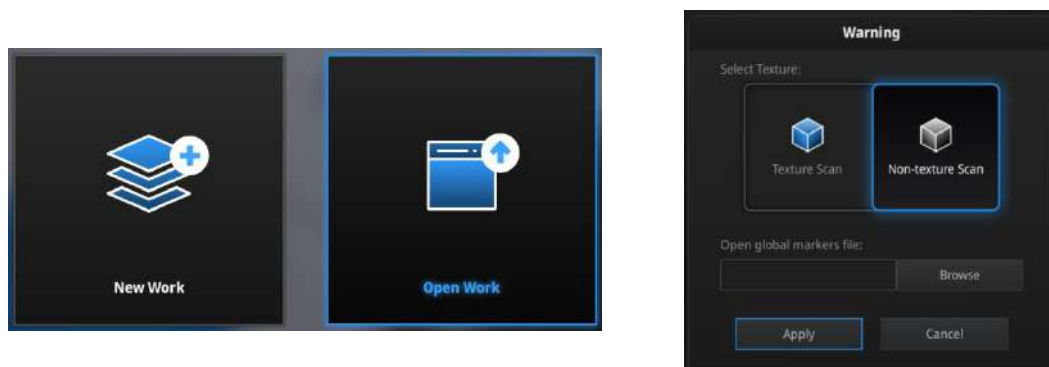 New Work
Open Work
Warning
Select Texture:
Texture Scan
Non-texture Scan
Open global markers file:
Browse
Apply
Cancel